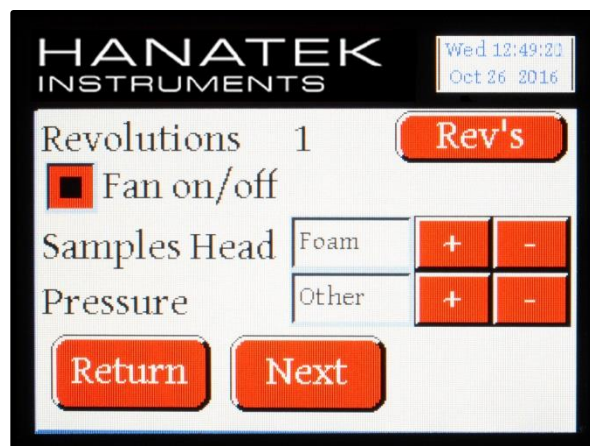 HANATEK
INSTRUMENTS
Wed 12:49:20
Oct 26 2016
Revolutions 1 Rev's
Fan on/off
Samples Head Foam + -
Pressure Other + -
Return Next